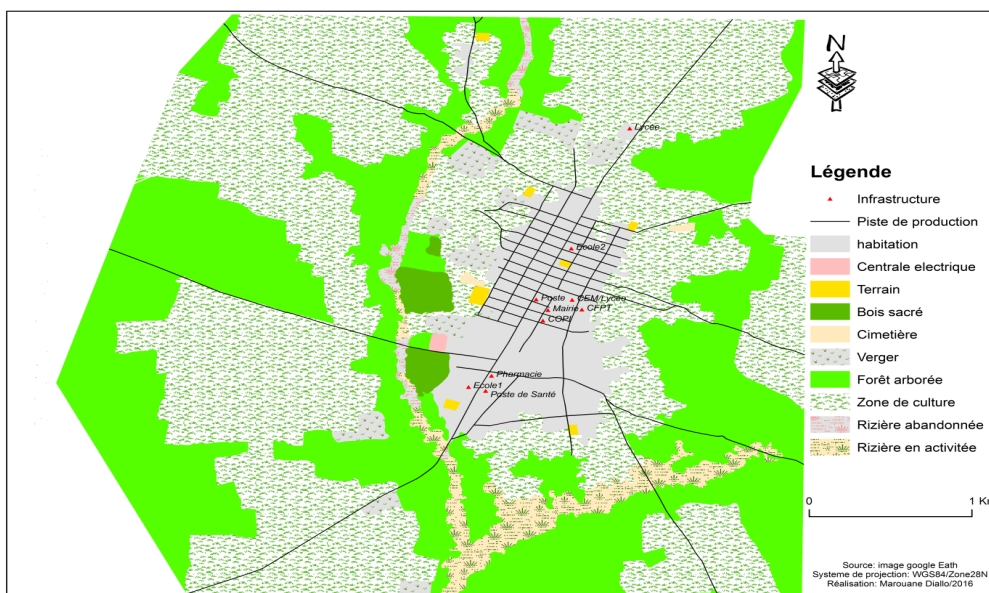 N
Lycée
Ecole2
Poste
CEM/Lycée
Mairie
CFPT
COPI
Pharmacie
Ecole1
Poste de Santé
Légende
Infrastructure
Piste de production
habitation
Centrale electrique
Terrain
Bois sacré
Cimetière
Verger
Forêt arborée
Zone de culture
Rizière abandonnée
Rizière en activitée
0 1 K
Source: image google Eath
Systeme de projection: WGS84/Zone28N
Réalisation: Marouane Diallo/2016